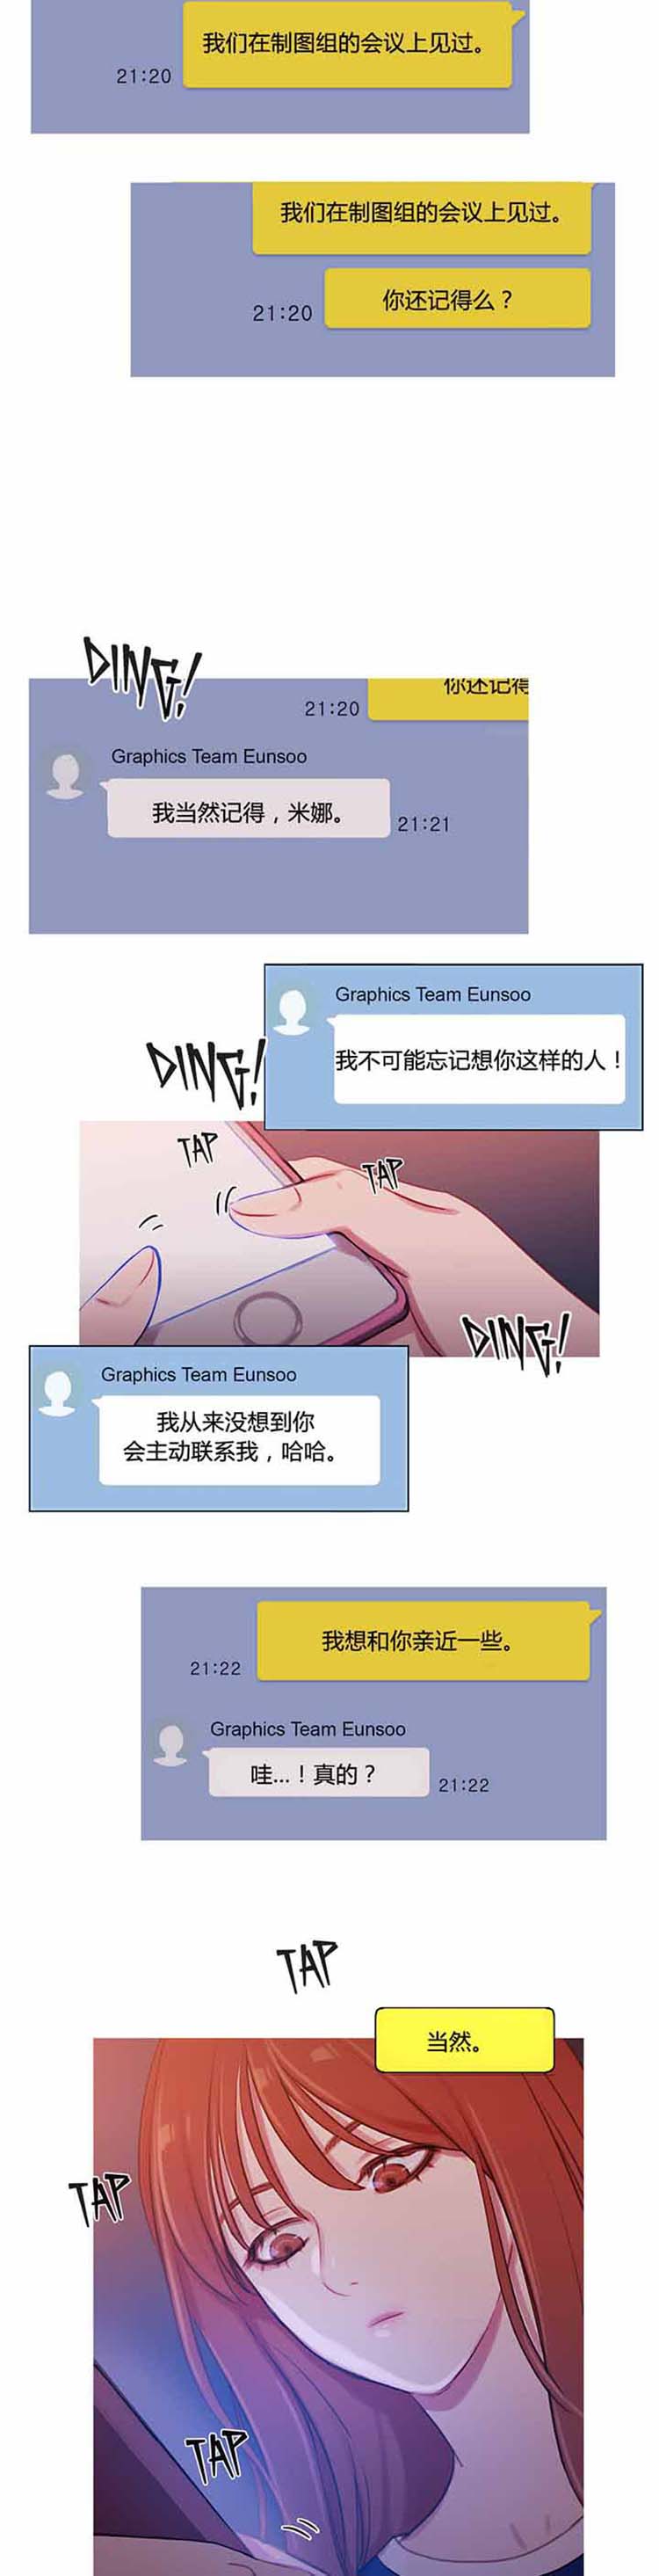 我们在制图组的会议上见过。
21:20
我们在制图组的会议上见过。
你还记得么？
21:20
DING!
你还记得
21:20
Graphics Team Eunsoo
我当然记得，米娜。
21:21
Graphics Team Eunsoo
我不可能忘记想你这样的人！
DING!
TAP
TAP
DING!
Graphics Team Eunsoo
我从来没想到你
会主动联系我，哈哈。
我想和你亲近一些。
21:22
Graphics Team Eunsoo
哇...！真的？
21:22
TAP
当然。
TAP
TAP